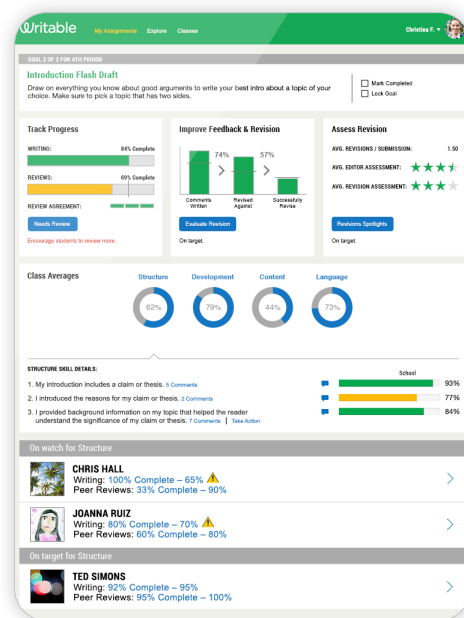 Writable
My Assignments Explore Classes
Christina F.
GOAL 2 OF 2 FOR 4TH PERIOD
Introduction Flash Draft
Draw on everything you know about good arguments to write your best intro about a topic of your
choice. Make sure to pick a topic that has two sides.
Mark Completed
Lock Goal
Track Progress
WRITING: 84% Complete
REVIEWS: 69% Complete
REVIEW AGREEMENT:
Needs Review
Encourage students to review more.
Improve Feedback & Revision
74% 57%
Comments Written
Revised Against
Successfully Revise
Evaluate Revision
On target.
Assess Revision
AVG. REVISIONS / SUBMISSION: 1.50
AVG. EDITOR ASSESSMENT:
AVG. REVISION ASSESSMENT:
Revisions Spotlights
On target.
Class Averages
Structure Development Content Language
62% 79% 44% 73%
STRUCTURE SKILL DETAILS:
School
1. My introduction includes a claim or thesis. 5 Comments 93%
2. I introduced the reasons for my claim or thesis. 2 Comments 77%
3. I provided background information on my topic that helped the reader 84%
understand the significance of my claim or thesis. 7 Comments | Take Action
On watch for Structure
CHRIS HALL
Writing: 100% Complete – 65%
Peer Reviews: 33% Complete – 90%
JOANNA RUIZ
Writing: 80% Complete – 70%
Peer Reviews: 60% Complete – 80%
On target for Structure
TED SIMONS
Writing: 92% Complete – 95%
Peer Reviews: 95% Complete – 100%